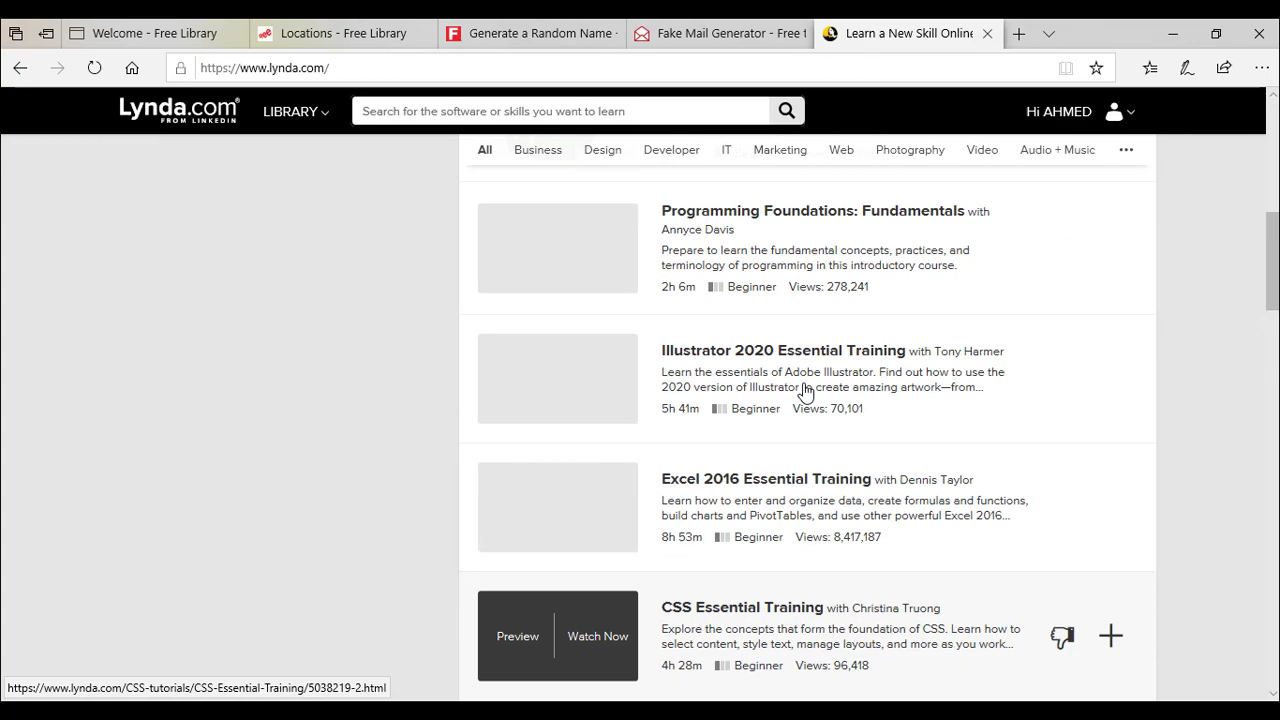 Welcome - Free Library
Locations - Free Library
Generate a Random Name -
Fake Mail Generator - Free t
Learn a New Skill Online
https://www.lynda.com/
Lynda.com
FROM LINKEDIN
LIBRARY
Search for the software or skills you want to learn
Hi AHMED
All Business Design Developer IT Marketing Web Photography Video Audio + Music
Programming Foundations: Fundamentals with
Annyce Davis
Prepare to learn the fundamental concepts, practices, and
terminology of programming in this introductory course.
2h 6m Beginner Views: 278,241
Illustrator 2020 Essential Training with Tony Harmer
Learn the essentials of Adobe Illustrator. Find out how to use the
2020 version of Illustrator to create amazing artwork—from...
5h 41m Beginner Views: 70,101
Excel 2016 Essential Training with Dennis Taylor
Learn how to enter and organize data, create formulas and functions,
build charts and PivotTables, and use other powerful Excel 2016...
8h 53m Beginner Views: 8,417,187
Preview Watch Now
CSS Essential Training with Christina Truong
Explore the concepts that form the foundation of CSS. Learn how to
select content, style text, manage layouts, and more as you work...
4h 28m Beginner Views: 96,418
https://www.lynda.com/CSS-tutorials/CSS-Essential-Training/5038219-2.html